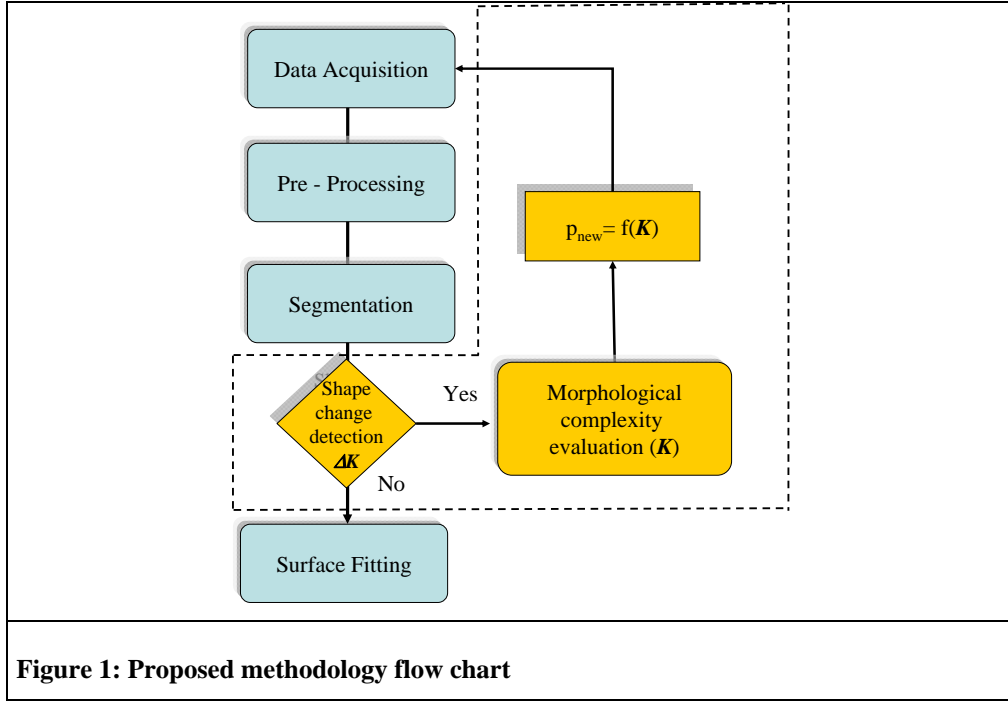 Data Acquisition
Pre - Processing
p_new = f(K)
Segmentation
Shape
change
detection
ΔK
Yes
Morphological
complexity
evaluation (K)
No
Surface Fitting
Figure 1: Proposed methodology flow chart